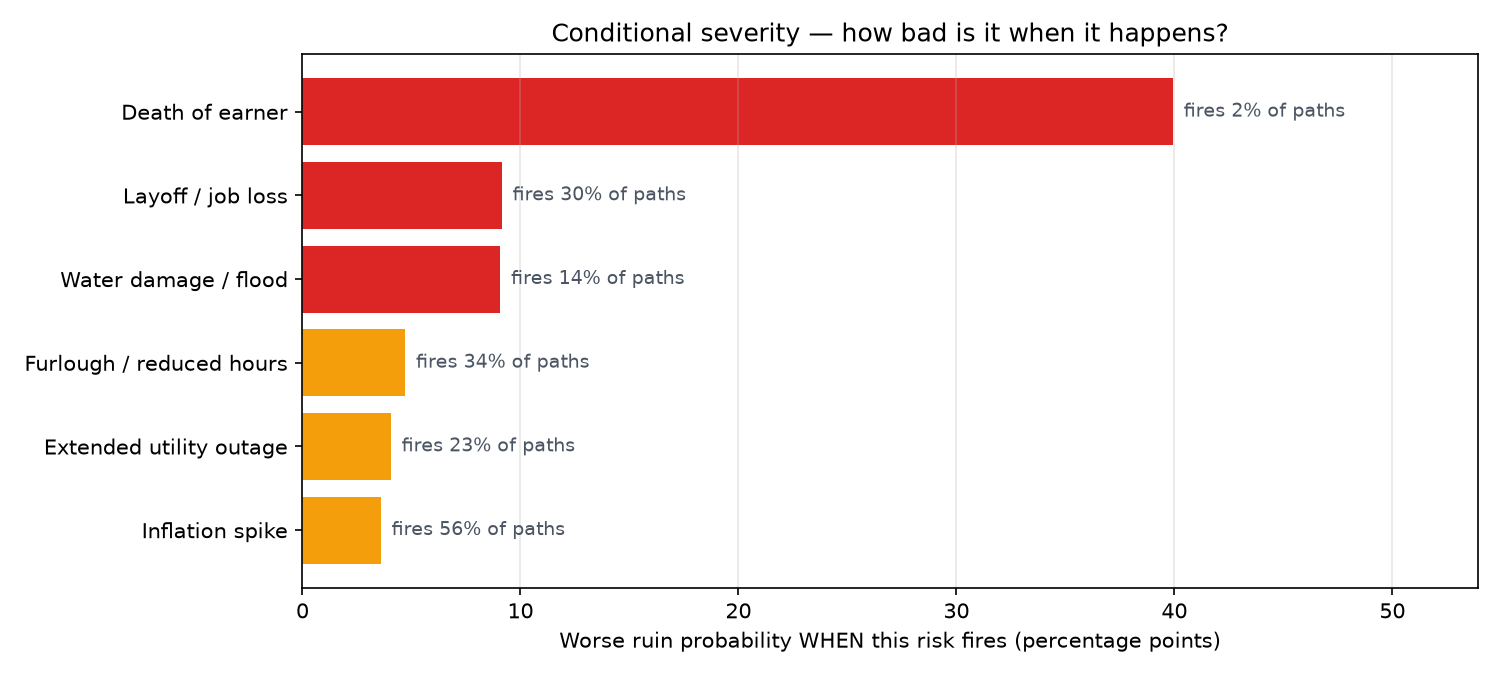 Conditional severity — how bad is it when it happens?
Death of earner
fires 2% of paths
Layoff / job loss
fires 30% of paths
Water damage / flood
fires 14% of paths
Furlough / reduced hours
fires 34% of paths
Extended utility outage
fires 23% of paths
Inflation spike
fires 56% of paths
0 10 20 30 40 50
Worse ruin probability WHEN this risk fires (percentage points)